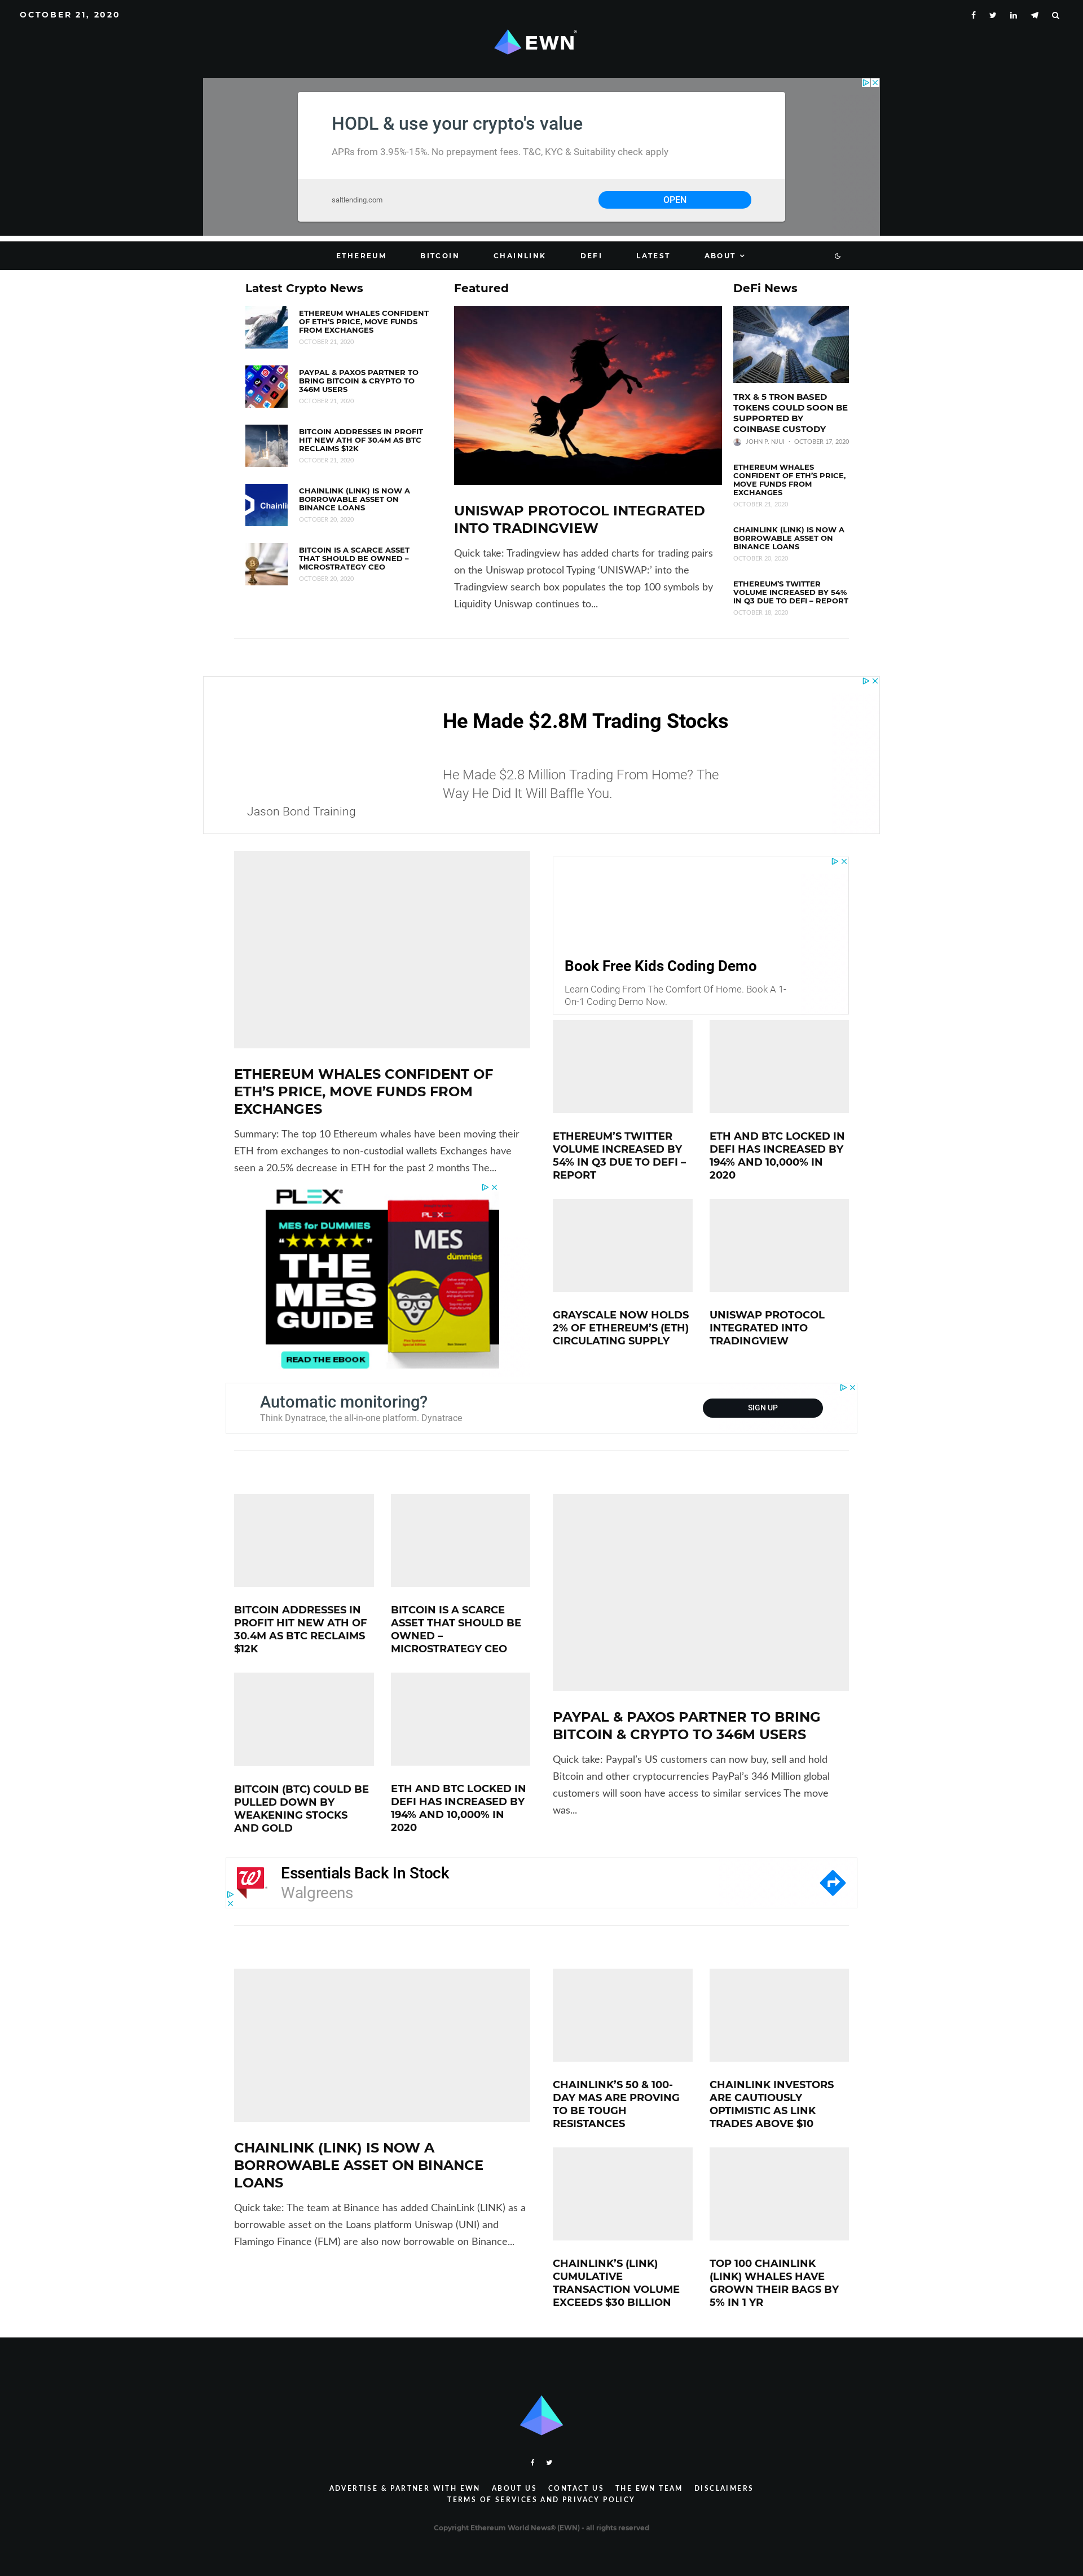 OCTOBER 21, 2020
EWN
HODL & use your crypto's value
APRs from 3.95%-15%. No prepayment fees. T&C, KYC & Suitability check apply
saltlending.com
OPEN
ETHEREUM
BITCOIN
CHAINLINK
DEFI
LATEST
ABOUT
Latest Crypto News
ETHEREUM WHALES CONFIDENT
OF ETH'S PRICE, MOVE FUNDS
FROM EXCHANGES
OCTOBER 21, 2020
PAYPAL & PAXOS PARTNER TO
BRING BITCOIN & CRYPTO TO
346M USERS
OCTOBER 21, 2020
BITCOIN ADDRESSES IN PROFIT
HIT NEW ATH OF 30.4M AS BTC
RECLAIMS $12K
OCTOBER 21, 2020
Chainlin
CHAINLINK (LINK) IS NOW A
BORROWABLE ASSET ON
BINANCE LOANS
OCTOBER 20, 2020
BITCOIN IS A SCARCE ASSET
THAT SHOULD BE OWNED –
MICROSTRATEGY CEO
OCTOBER 20, 2020
Featured
UNISWAP PROTOCOL INTEGRATED
INTO TRADINGVIEW
Quick take: Tradingview has added charts for trading pairs
on the Uniswap protocol Typing 'UNISWAP:' into the
Tradingview search box populates the top 100 symbols by
Liquidity Uniswap continues to...
DeFi News
TRX & 5 TRON BASED
TOKENS COULD SOON BE
SUPPORTED BY
COINBASE CUSTODY
JOHN P. NJUI · OCTOBER 17, 2020
ETHEREUM WHALES
CONFIDENT OF ETH'S PRICE,
MOVE FUNDS FROM
EXCHANGES
OCTOBER 21, 2020
CHAINLINK (LINK) IS NOW A
BORROWABLE ASSET ON
BINANCE LOANS
OCTOBER 20, 2020
ETHEREUM'S TWITTER
VOLUME INCREASED BY 54%
IN Q3 DUE TO DEFI – REPORT
OCTOBER 18, 2020
He Made $2.8M Trading Stocks
He Made $2.8 Million Trading From Home? The
Way He Did It Will Baffle You.
Jason Bond Training
ETHEREUM WHALES CONFIDENT OF
ETH'S PRICE, MOVE FUNDS FROM
EXCHANGES
Summary: The top 10 Ethereum whales have been moving their
ETH from exchanges to non-custodial wallets Exchanges have
seen a 20.5% decrease in ETH for the past 2 months The...
PLEX
MES for DUMMIES
THE
MES
GUIDE
READ THE EBOOK
PLEX
MES
dummies
Book Free Kids Coding Demo
Learn Coding From The Comfort Of Home. Book A 1-
On-1 Coding Demo Now.
ETHEREUM'S TWITTER
VOLUME INCREASED BY
54% IN Q3 DUE TO DEFI –
REPORT
ETH AND BTC LOCKED IN
DEFI HAS INCREASED BY
194% AND 10,000% IN
2020
GRAYSCALE NOW HOLDS
2% OF ETHEREUM'S (ETH)
CIRCULATING SUPPLY
UNISWAP PROTOCOL
INTEGRATED INTO
TRADINGVIEW
Automatic monitoring?
Think Dynatrace, the all-in-one platform. Dynatrace
SIGN UP
BITCOIN ADDRESSES IN
PROFIT HIT NEW ATH OF
30.4M AS BTC RECLAIMS
$12K
BITCOIN IS A SCARCE
ASSET THAT SHOULD BE
OWNED –
MICROSTRATEGY CEO
BITCOIN (BTC) COULD BE
PULLED DOWN BY
WEAKENING STOCKS
AND GOLD
ETH AND BTC LOCKED IN
DEFI HAS INCREASED BY
194% AND 10,000% IN
2020
PAYPAL & PAXOS PARTNER TO BRING
BITCOIN & CRYPTO TO 346M USERS
Quick take: Paypal's US customers can now buy, sell and hold
Bitcoin and other cryptocurrencies PayPal's 346 Million global
customers will soon have access to similar services The move
was...
Essentials Back In Stock
Walgreens
CHAINLINK (LINK) IS NOW A
BORROWABLE ASSET ON BINANCE
LOANS
Quick take: The team at Binance has added ChainLink (LINK) as a
borrowable asset on the Loans platform Uniswap (UNI) and
Flamingo Finance (FLM) are also now borrowable on Binance...
CHAINLINK'S 50 & 100-
DAY MAS ARE PROVING
TO BE TOUGH
RESISTANCES
CHAINLINK INVESTORS
ARE CAUTIOUSLY
OPTIMISTIC AS LINK
TRADES ABOVE $10
CHAINLINK'S (LINK)
CUMULATIVE
TRANSACTION VOLUME
EXCEEDS $30 BILLION
TOP 100 CHAINLINK
(LINK) WHALES HAVE
GROWN THEIR BAGS BY
5% IN 1 YR
ADVERTISE & PARTNER WITH EWN
ABOUT US
CONTACT US
THE EWN TEAM
DISCLAIMERS
TERMS OF SERVICES AND PRIVACY POLICY
Copyright Ethereum World News® (EWN) - all rights reserved